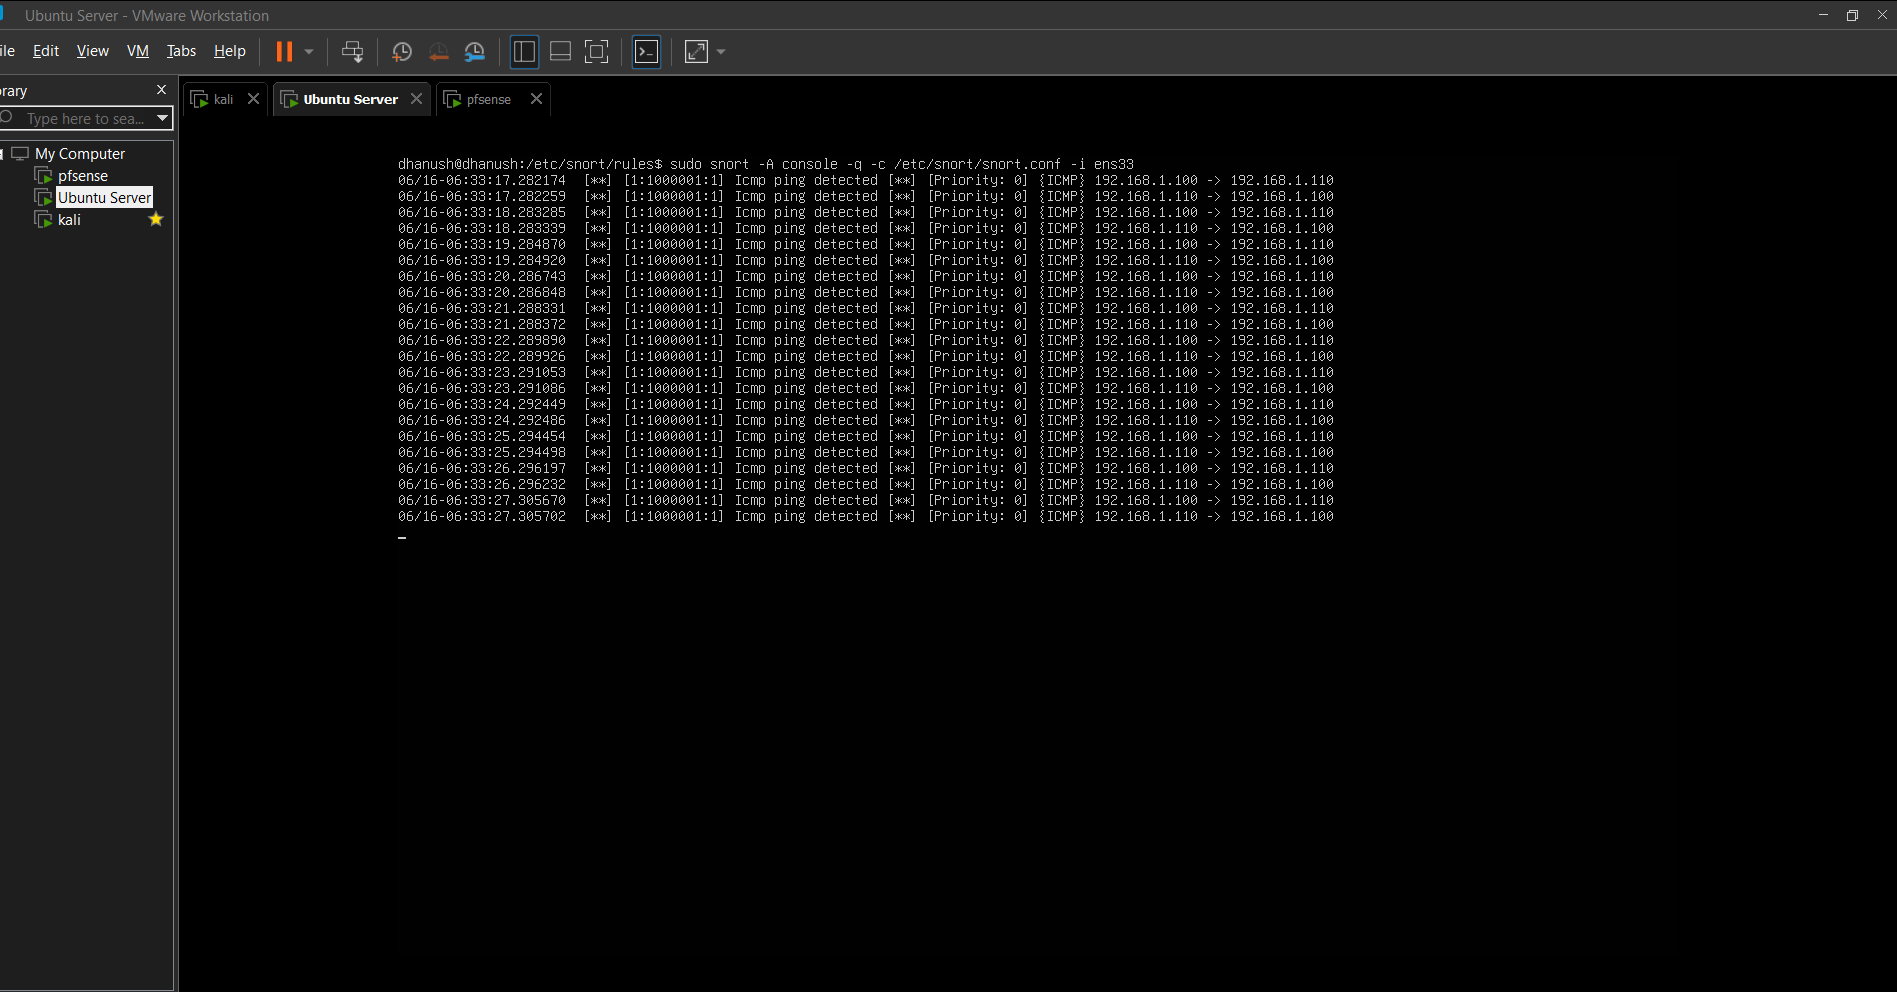 Ubuntu Server - VMware Workstation
ile Edit View VM Tabs Help
rary
Type here to sea...
My Computer
pfsense
Ubuntu Server
kali
kali Ubuntu Server pfsense
dhanush@dhanush:/etc/snort/rules$ sudo snort -A console -q -c /etc/snort/snort.conf -i ens33
06/16-06:33:17.282174 [**] [1:1000001:1] Icmp ping detected [**] [Priority: 0] {ICMP} 192.168.1.100 -> 192.168.1.110
06/16-06:33:17.282259 [**] [1:1000001:1] Icmp ping detected [**] [Priority: 0] {ICMP} 192.168.1.110 -> 192.168.1.100
06/16-06:33:18.283285 [**] [1:1000001:1] Icmp ping detected [**] [Priority: 0] {ICMP} 192.168.1.100 -> 192.168.1.110
06/16-06:33:18.283339 [**] [1:1000001:1] Icmp ping detected [**] [Priority: 0] {ICMP} 192.168.1.110 -> 192.168.1.100
06/16-06:33:19.284870 [**] [1:1000001:1] Icmp ping detected [**] [Priority: 0] {ICMP} 192.168.1.100 -> 192.168.1.110
06/16-06:33:19.284920 [**] [1:1000001:1] Icmp ping detected [**] [Priority: 0] {ICMP} 192.168.1.110 -> 192.168.1.100
06/16-06:33:20.286743 [**] [1:1000001:1] Icmp ping detected [**] [Priority: 0] {ICMP} 192.168.1.100 -> 192.168.1.110
06/16-06:33:20.286848 [**] [1:1000001:1] Icmp ping detected [**] [Priority: 0] {ICMP} 192.168.1.110 -> 192.168.1.100
06/16-06:33:21.288331 [**] [1:1000001:1] Icmp ping detected [**] [Priority: 0] {ICMP} 192.168.1.100 -> 192.168.1.110
06/16-06:33:21.288372 [**] [1:1000001:1] Icmp ping detected [**] [Priority: 0] {ICMP} 192.168.1.110 -> 192.168.1.100
06/16-06:33:22.289890 [**] [1:1000001:1] Icmp ping detected [**] [Priority: 0] {ICMP} 192.168.1.100 -> 192.168.1.110
06/16-06:33:22.289926 [**] [1:1000001:1] Icmp ping detected [**] [Priority: 0] {ICMP} 192.168.1.110 -> 192.168.1.100
06/16-06:33:23.291053 [**] [1:1000001:1] Icmp ping detected [**] [Priority: 0] {ICMP} 192.168.1.100 -> 192.168.1.110
06/16-06:33:23.291086 [**] [1:1000001:1] Icmp ping detected [**] [Priority: 0] {ICMP} 192.168.1.110 -> 192.168.1.100
06/16-06:33:24.292449 [**] [1:1000001:1] Icmp ping detected [**] [Priority: 0] {ICMP} 192.168.1.100 -> 192.168.1.110
06/16-06:33:24.292486 [**] [1:1000001:1] Icmp ping detected [**] [Priority: 0] {ICMP} 192.168.1.110 -> 192.168.1.100
06/16-06:33:25.294454 [**] [1:1000001:1] Icmp ping detected [**] [Priority: 0] {ICMP} 192.168.1.100 -> 192.168.1.110
06/16-06:33:25.294498 [**] [1:1000001:1] Icmp ping detected [**] [Priority: 0] {ICMP} 192.168.1.110 -> 192.168.1.100
06/16-06:33:26.296197 [**] [1:1000001:1] Icmp ping detected [**] [Priority: 0] {ICMP} 192.168.1.100 -> 192.168.1.110
06/16-06:33:26.296232 [**] [1:1000001:1] Icmp ping detected [**] [Priority: 0] {ICMP} 192.168.1.110 -> 192.168.1.100
06/16-06:33:27.305670 [**] [1:1000001:1] Icmp ping detected [**] [Priority: 0] {ICMP} 192.168.1.100 -> 192.168.1.110
06/16-06:33:27.305702 [**] [1:1000001:1] Icmp ping detected [**] [Priority: 0] {ICMP} 192.168.1.110 -> 192.168.1.100